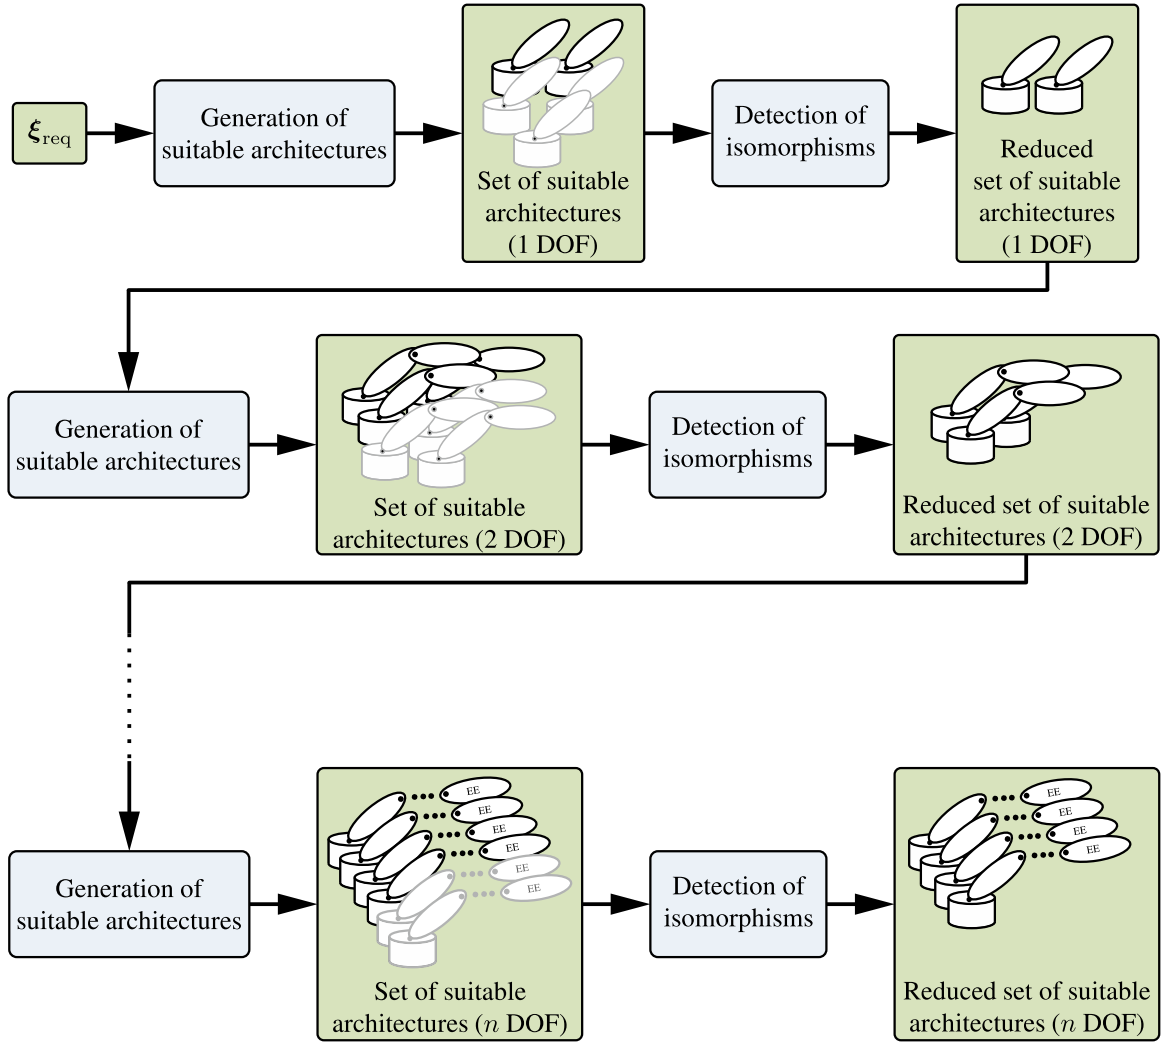 ξreq
Generation of
suitable architectures
Set of suitable
architectures
(1 DOF)
Detection of
isomorphisms
Reduced
set of suitable
architectures
(1 DOF)
Generation of
suitable architectures
Set of suitable
architectures (2 DOF)
Detection of
isomorphisms
Reduced set of suitable
architectures (2 DOF)
Generation of
suitable architectures
EE
EE
EE
EE
EE
EE
Set of suitable
architectures (n DOF)
Detection of
isomorphisms
EE
EE
EE
EE
Reduced set of suitable
architectures (n DOF)